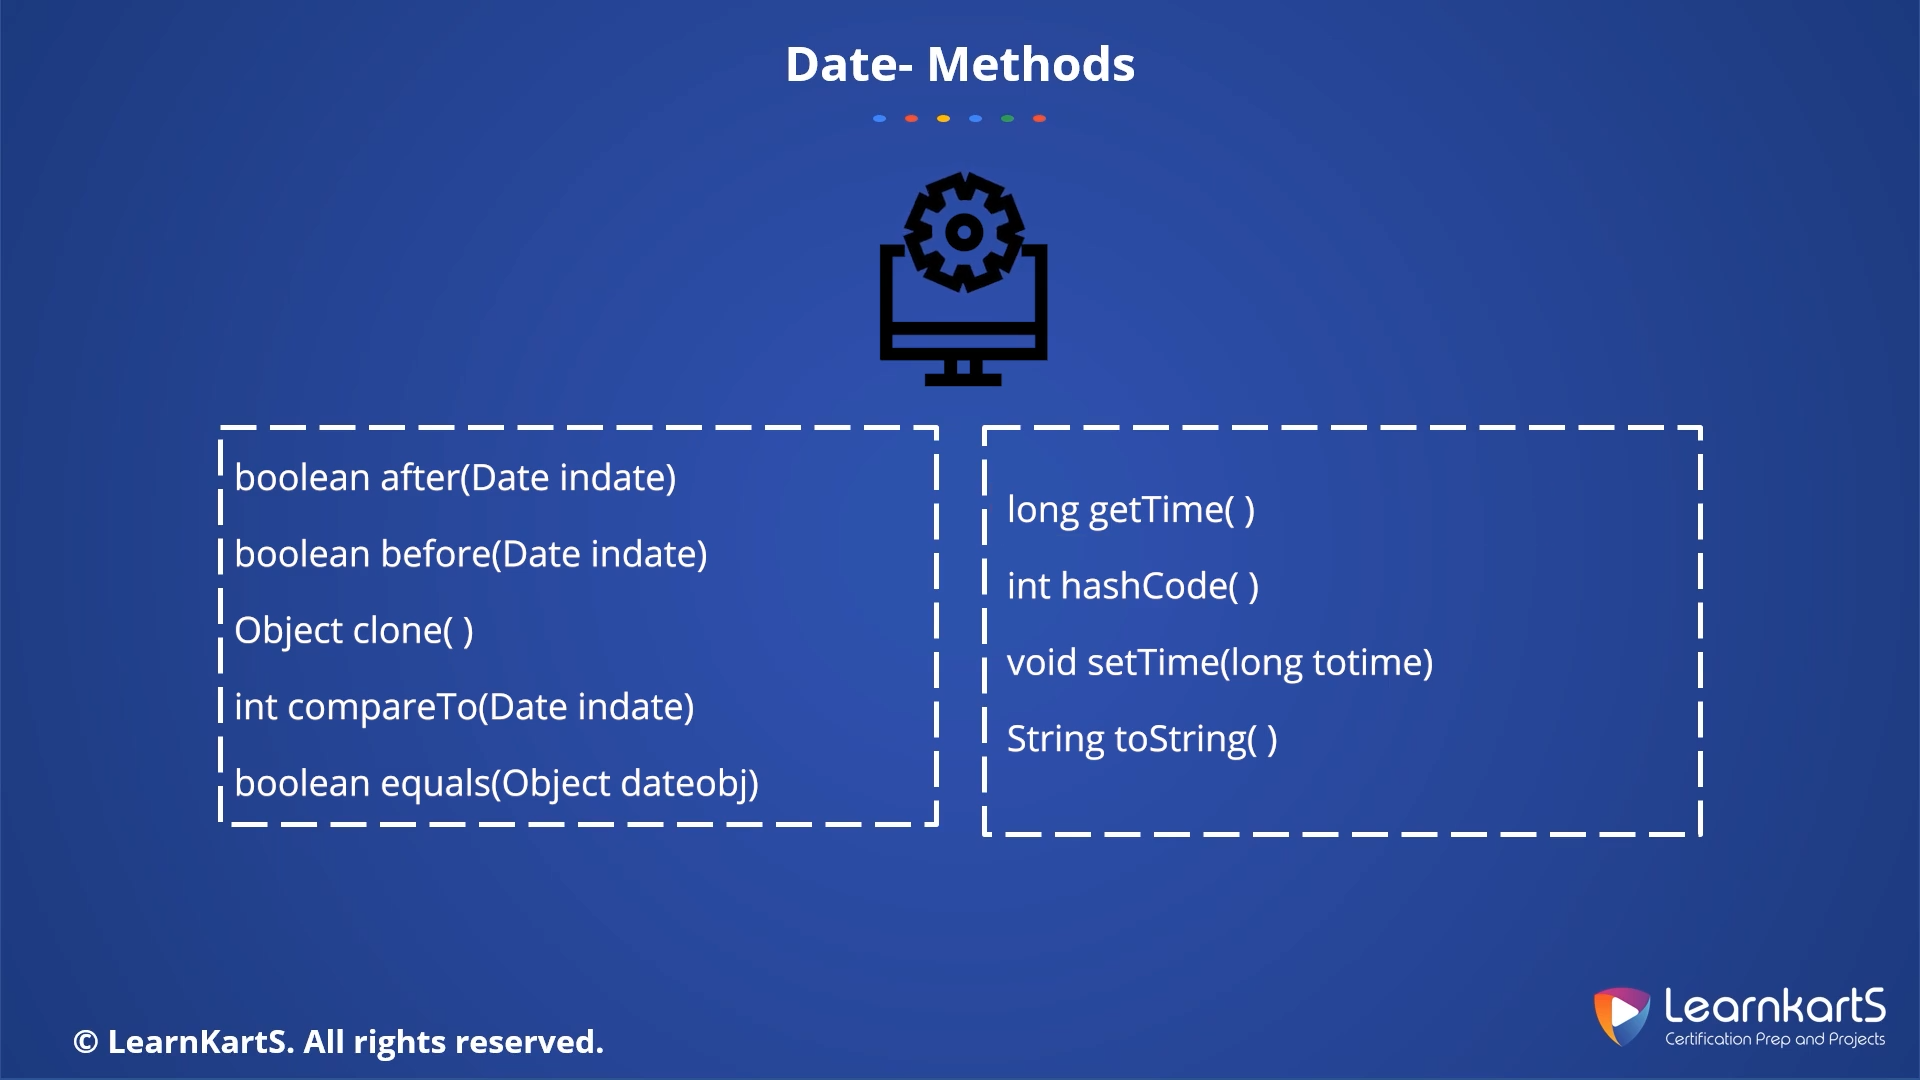 Date- Methods
boolean after(Date indate)
boolean before(Date indate)
Object clone( )
int compareTo(Date indate)
boolean equals(Object dateobj)
long getTime( )
int hashCode( )
void setTime(long totime)
String toString( )
© LearnKartS. All rights reserved.
LearnkartS
Certification Prep and Projects